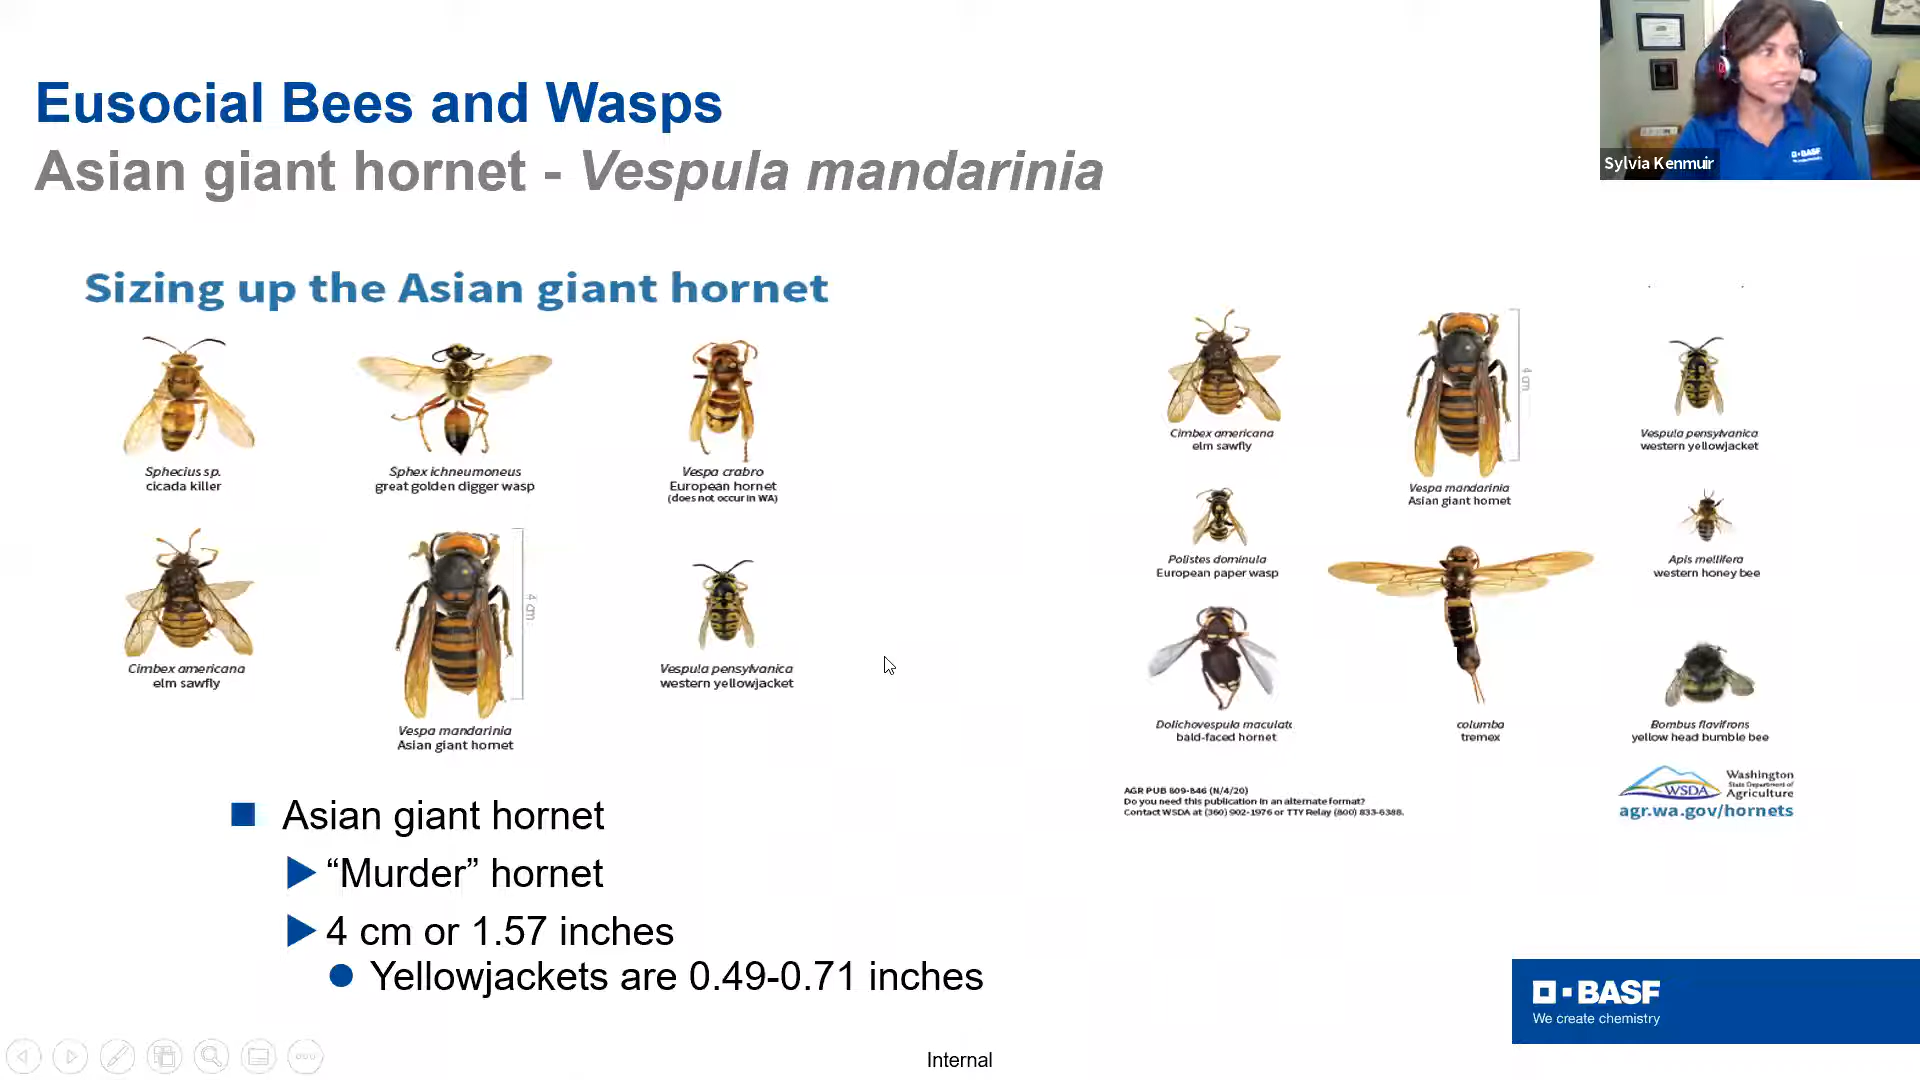 Eusocial Bees and Wasps
Asian giant hornet - Vespula mandarinia
Sylvia Kenmuir
BASF
Sizing up the Asian giant hornet
Sphecius sp.
cicada killer
Sphex ichneumoneus
great golden digger wasp
Vespa crabro
European hornet
(does not occur in WA)
Cimbex americana
elm sawfly
4 cm
Vespa mandarinia
Asian giant hornet
Vespula pensylvanica
western yellowjacket
Cimbex americana
elm sawfly
4 cm
Vespa mandarinia
Asian giant hornet
Vespula pensylvanica
western yellowjacket
Polistes dominula
European paper wasp
Apis mellifera
western honey bee
Dolichovespula maculata
bald-faced hornet
columba
tremex
Bombus flavifrons
yellow head bumble bee
AGR PUB 809-846 (N/4/20)
Do you need this publication in an alternate format?
Contact WSDA at (360) 902-1976 or TTY Relay (800) 833-6388.
WSDA
Washington
State Department of
Agriculture
agr.wa.gov/hornets
Asian giant hornet
“Murder” hornet
4 cm or 1.57 inches
Yellowjackets are 0.49-0.71 inches
BASF
We create chemistry
Internal